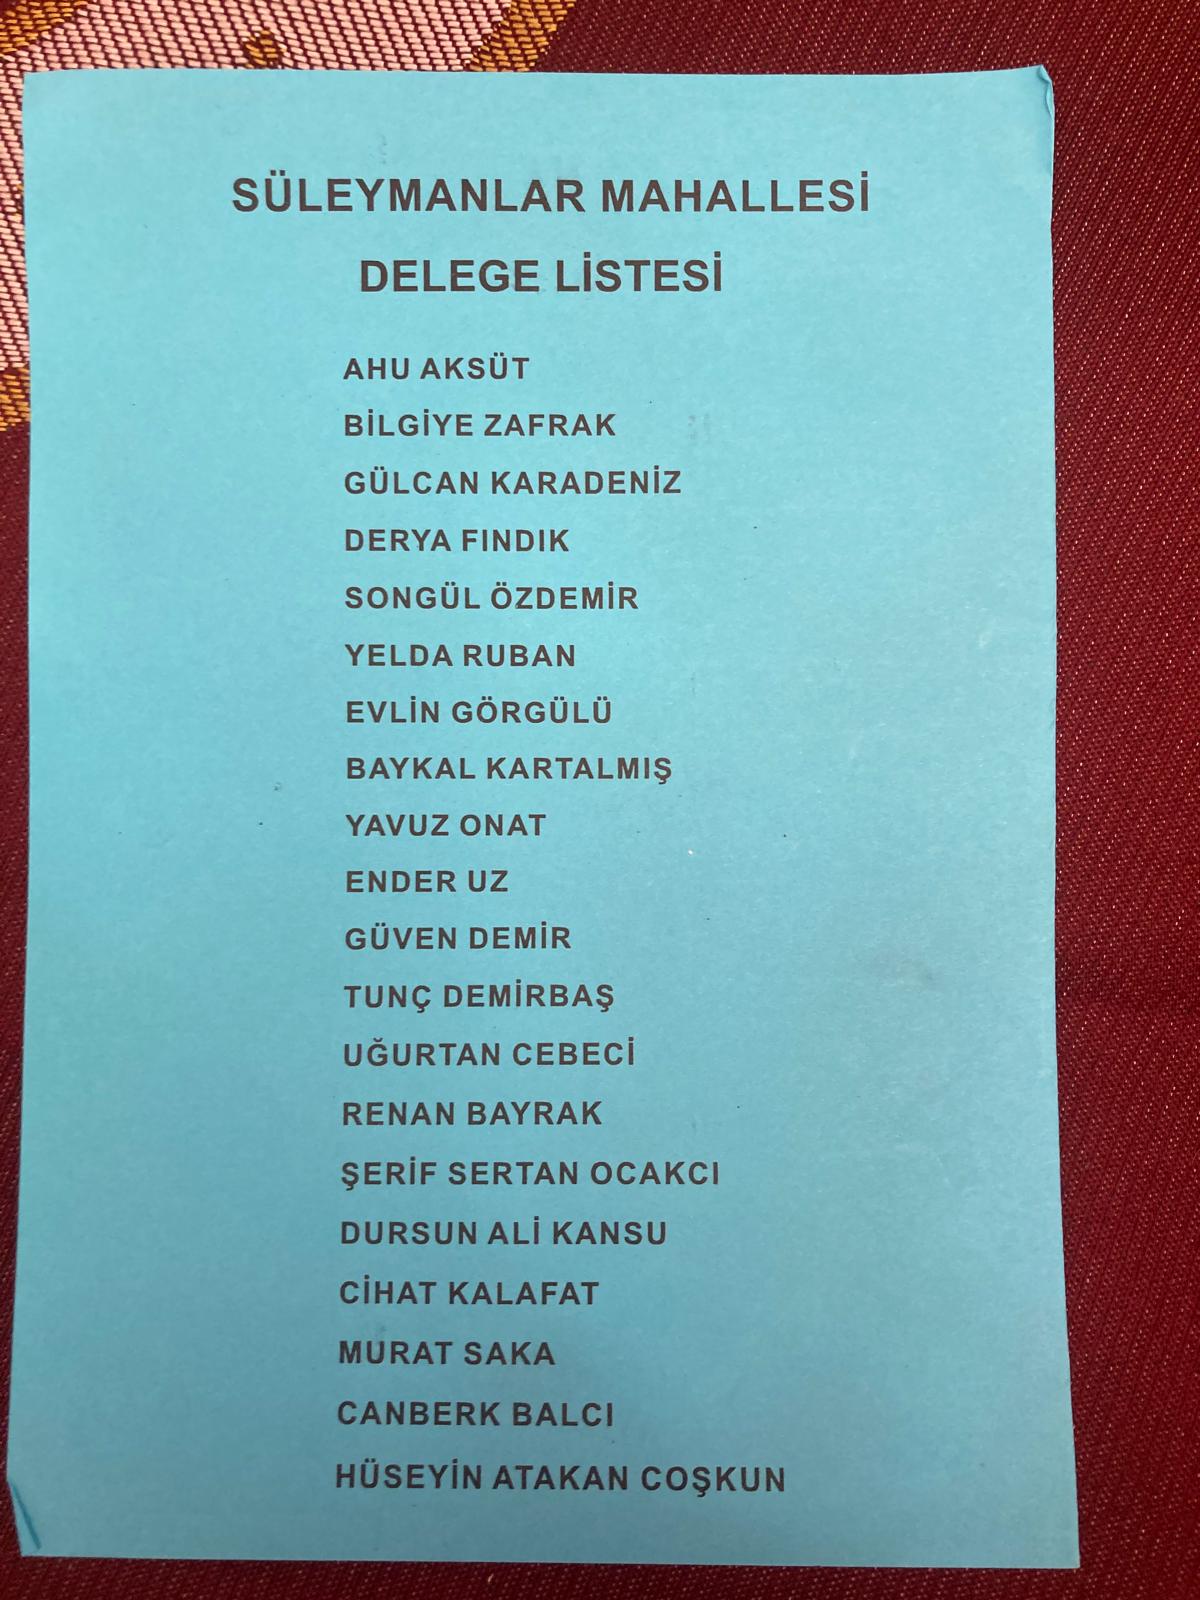 SÜLEYMANLAR MAHALLESİ
DELEGE LİSTESİ
AHU AKSÜT
BİLGİYE ZAFRAK
GÜLCAN KARADENİZ
DERYA FINDIK
SONGÜL ÖZDEMİR
YELDA RUBAN
EVLİN GÖRGÜLÜ
BAYKAL KARTALMIŞ
YAVUZ ONAT
ENDER UZ
GÜVEN DEMİR
TUNÇ DEMİRBAŞ
UĞURTAN CEBECİ
RENAN BAYRAK
ŞERİF SERTAN OCAKCI
DURSUN ALİ KANSU
CİHAT KALAFAT
MURAT SAKA
CANBERK BALCI
HÜSEYİN ATAKAN COŞKUN